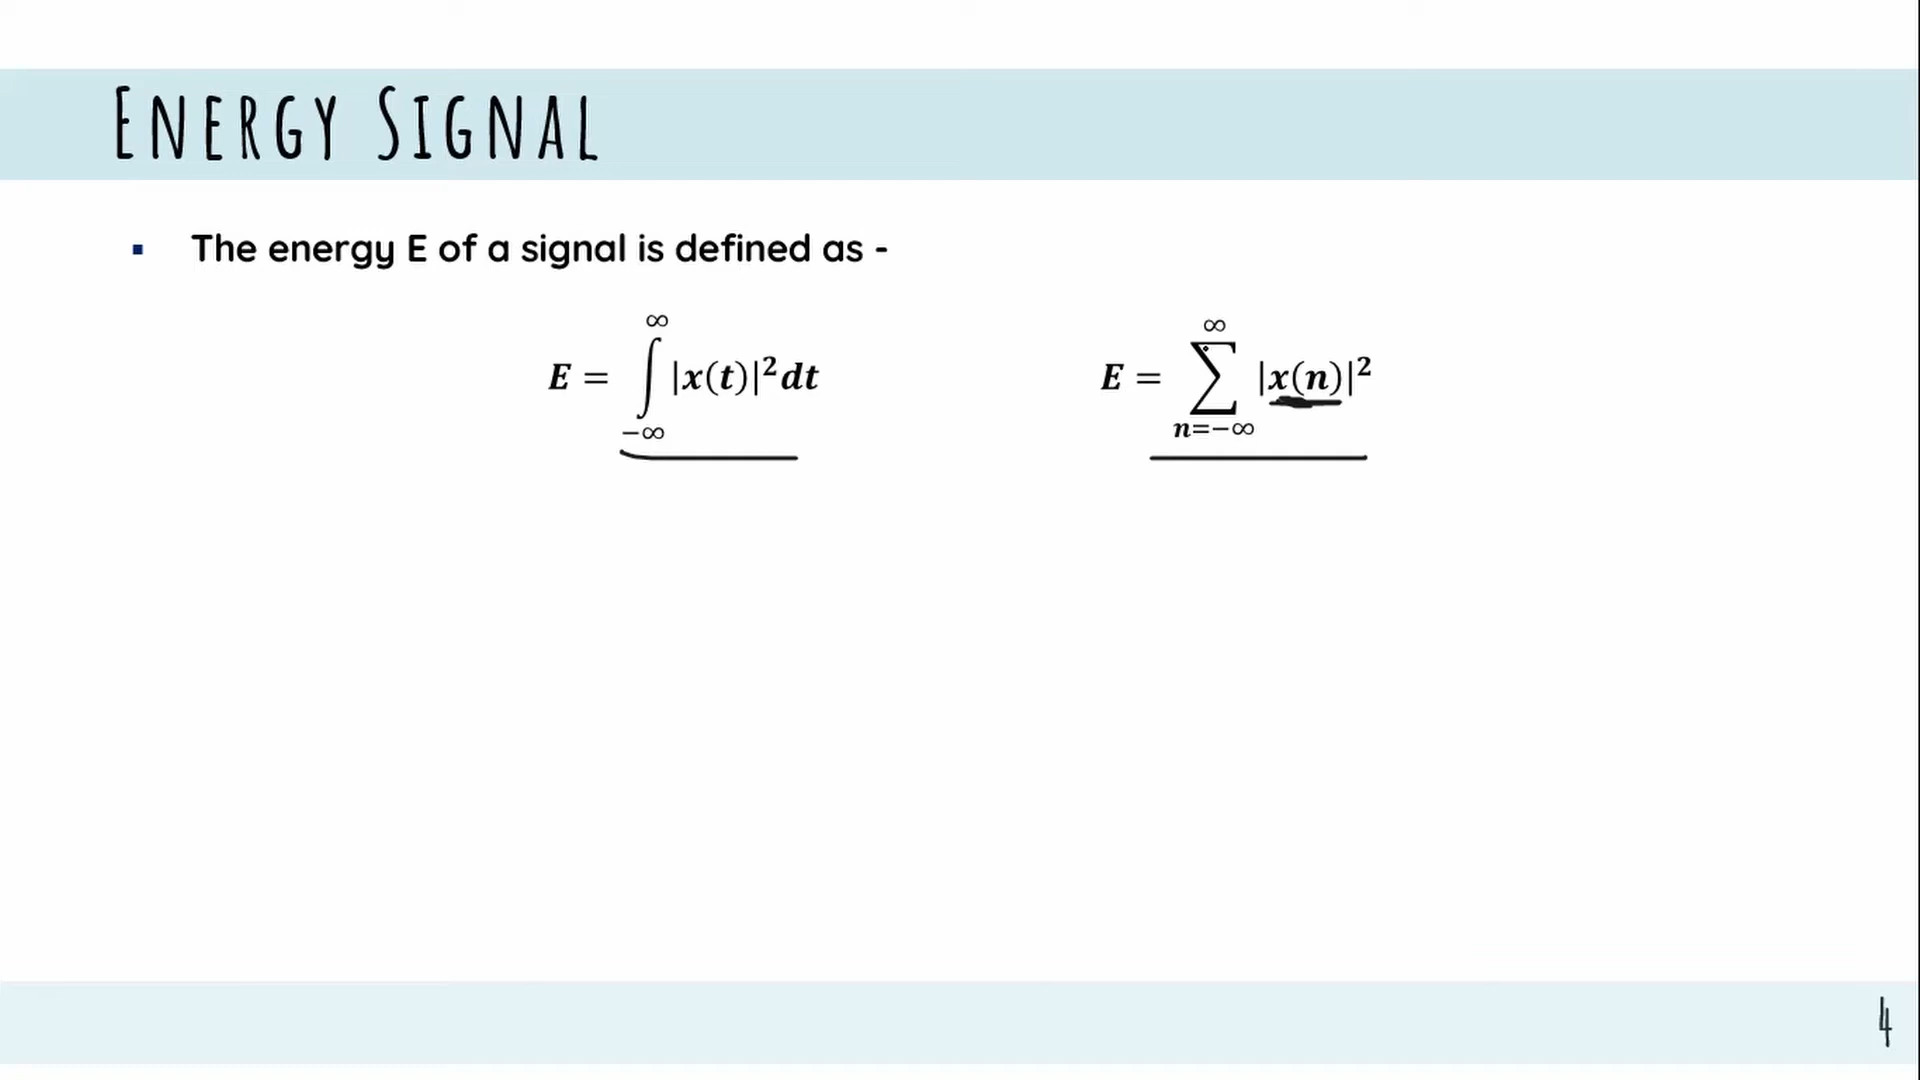 ENERGY SIGNAL
▪ The energy E of a signal is defined as -
E = ∫_{-∞}^{∞} |x(t)|² dt
E = ∑_{n=-∞}^{∞} |x(n)|²
4